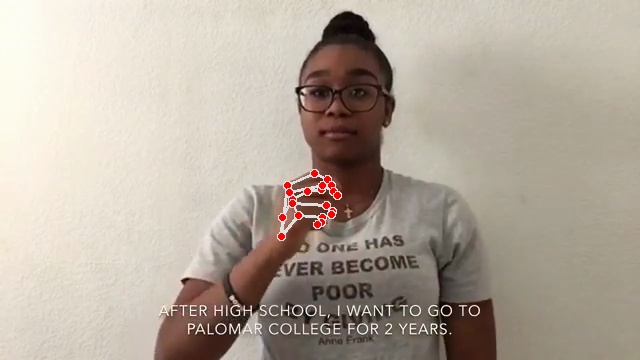 O ONE HAS
EVER BECOME
POOR
AFTER HIGH SCHOOL, I WANT TO GO TO
PALOMAR COLLEGE FOR 2 YEARS.
Anne Frank